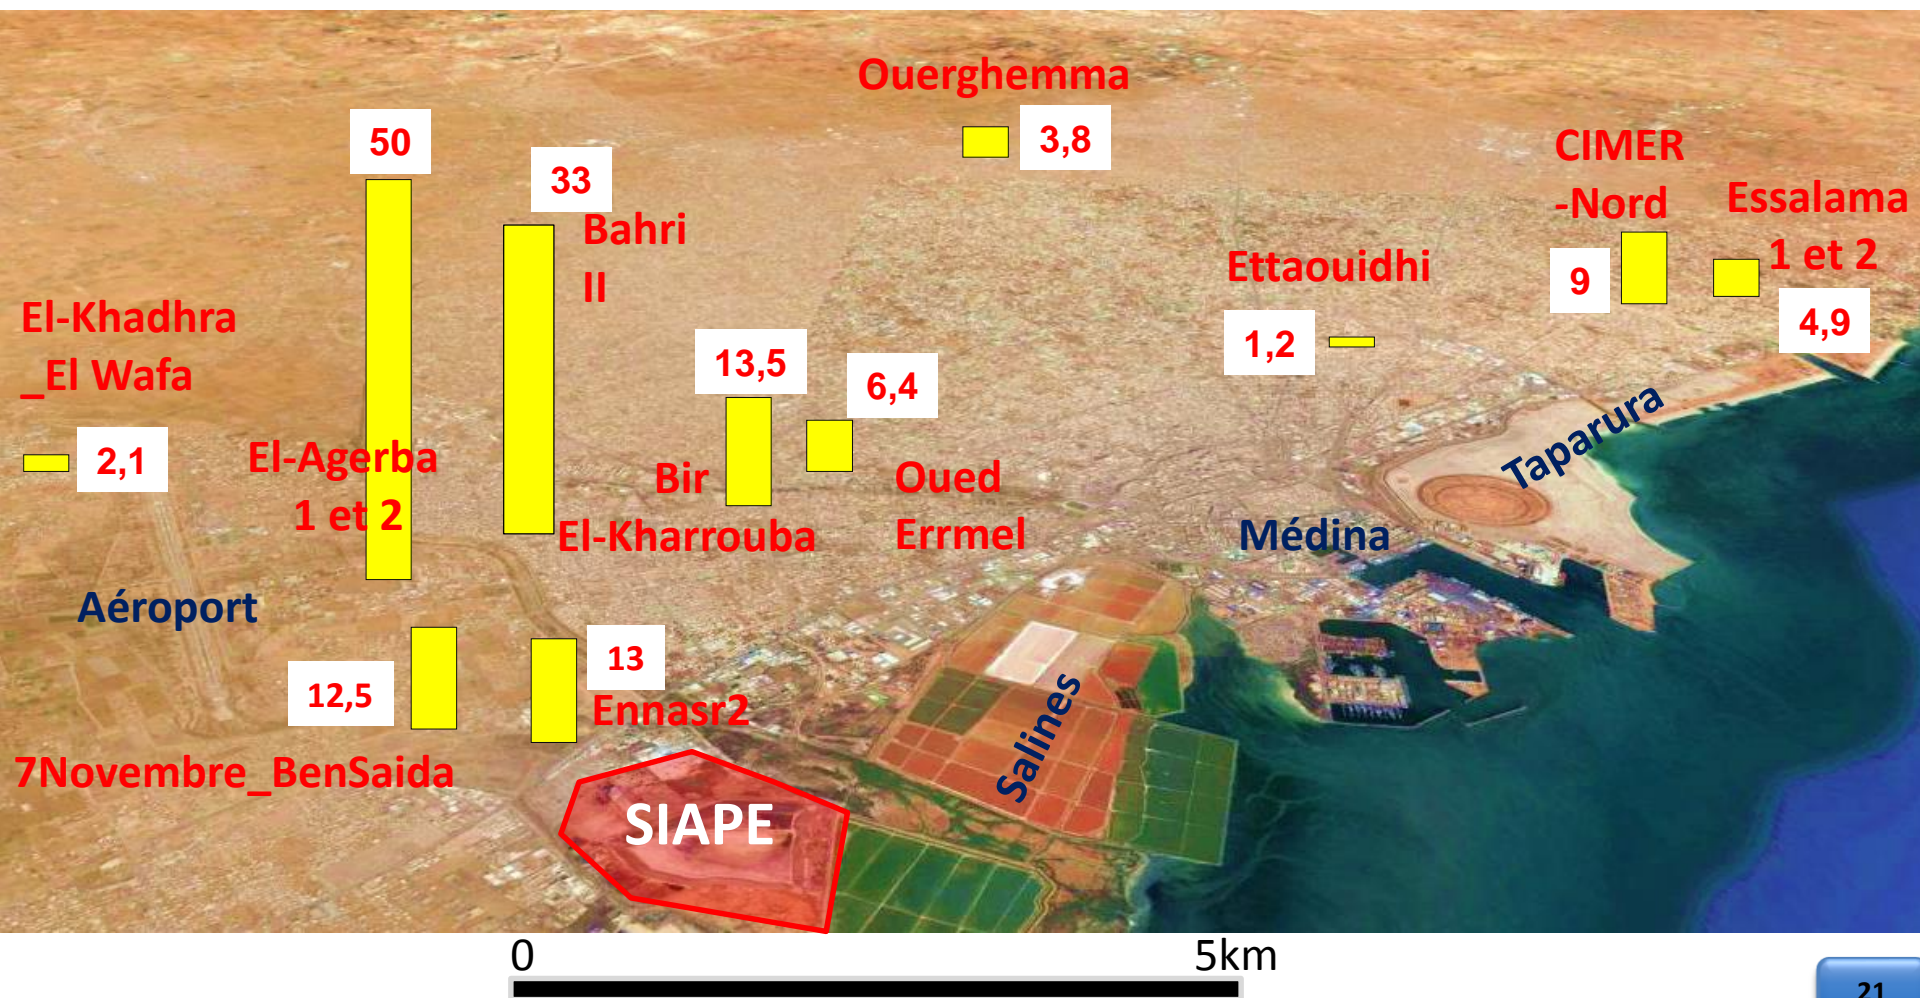 Ouerghemma
3,8
50
33
Bahri
II
CIMER
-Nord
9
Essalama
1 et 2
4,9
Ettaouidhi
1,2
El-Khadhra
_El Wafa
2,1
El-Agerba
1 et 2
13,5
Bir
El-Kharrouba
6,4
Oued
Errmel
Taparura
Médina
Aéroport
12,5
7Novembre_BenSaida
13
Ennasr2
Salines
SIAPE
0 5km
21